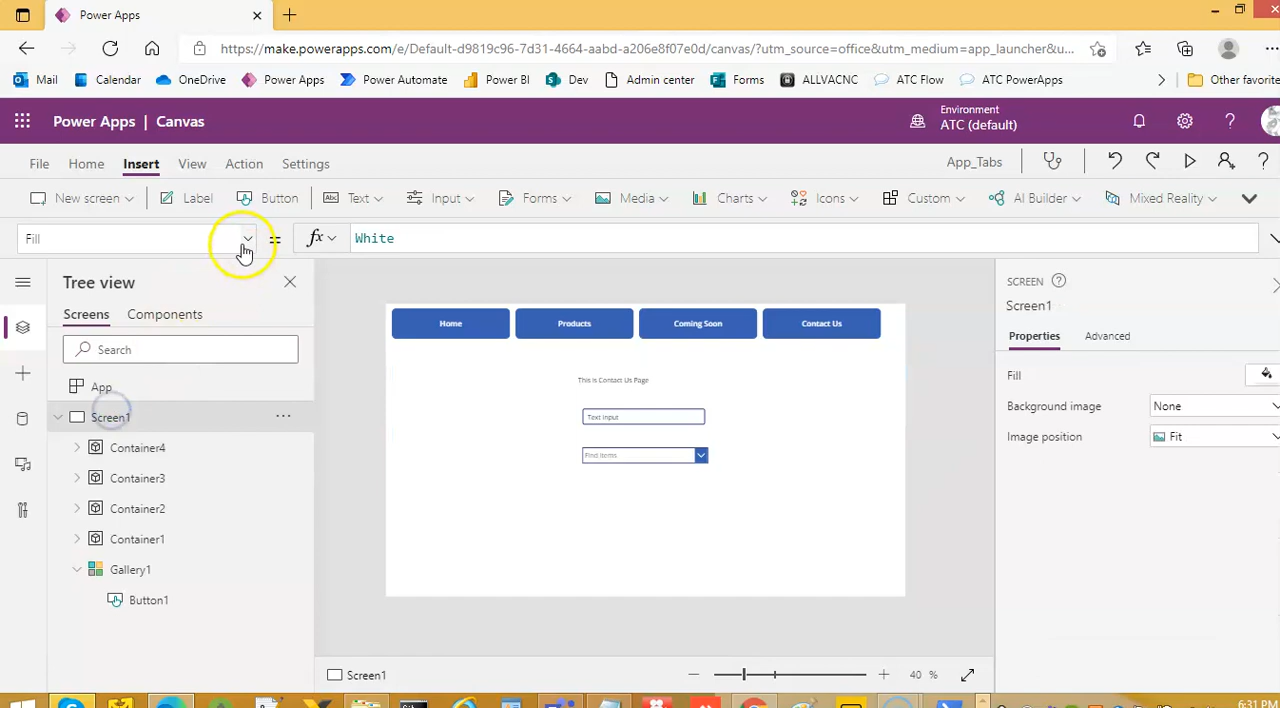 Power Apps
https://make.powerapps.com/e/Default-d9819c96-7d31-4664-aabd-a206e8f07e0d/canvas/?utm_source=office&utm_medium=app_launcher&u...
Mail Calendar OneDrive Power Apps Power Automate Power BI Dev Admin center Forms ALLVACNC ATC Flow ATC PowerApps Other favorite
Power Apps | Canvas
Environment
ATC (default)
File Home Insert View Action Settings App_Tabs
New screen Label Button Text Input Forms Media Charts Icons Custom AI Builder Mixed Reality
Fill = fx White
Tree view
Screens Components
Search
App
Screen1
Container4
Container3
Container2
Container1
Gallery1
Button1
Home Products Coming Soon Contact Us
This is Contact Us Page
Text input
Find items
SCREEN
Screen1
Properties Advanced
Fill
Background image None
Image position Fit
Screen1 40 %
6:31 PM